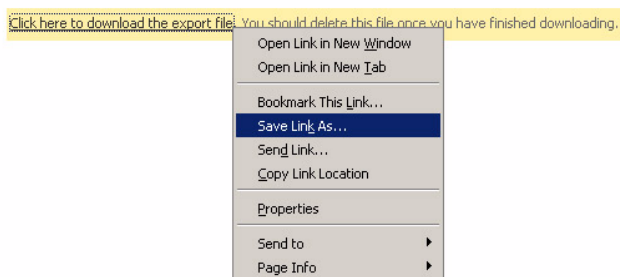 Click here to download the export file. You should delete this file once you have finished downloading.
Open Link in New Window
Open Link in New Tab
Bookmark This Link...
Save Link As...
Send Link...
Copy Link Location
Properties
Send to
Page Info